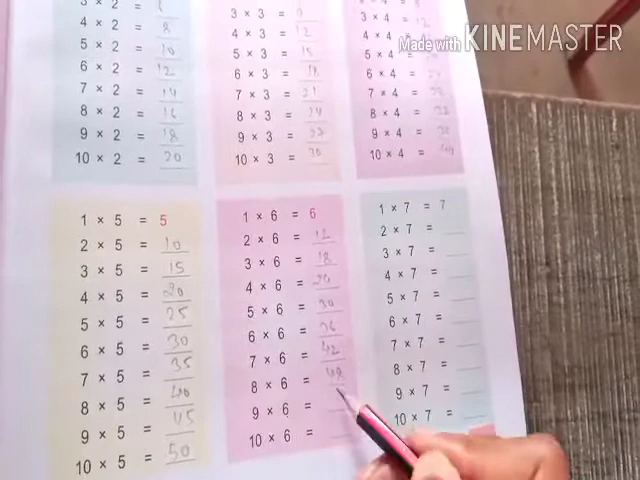 Made with KINEMASTER
3 × 2 =
4 × 2 = 8
5 × 2 = 10
6 × 2 = 12
7 × 2 = 14
8 × 2 = 16
9 × 2 = 18
10 × 2 = 20
3 × 3 = 9
4 × 3 = 12
5 × 3 = 15
6 × 3 = 18
7 × 3 = 21
8 × 3 = 24
9 × 3 =
10 × 3 = 30
3 × 4 = 12
4 × 4 =
5 × 4 =
6 × 4 =
7 × 4 =
8 × 4 = 32
9 × 4 =
10 × 4 =
1 × 5 = 5
2 × 5 = 10
3 × 5 = 15
4 × 5 = 20
5 × 5 = 25
6 × 5 = 30
7 × 5 = 35
8 × 5 = 40
9 × 5 = 45
10 × 5 = 50
1 × 6 = 6
2 × 6 = 12
3 × 6 = 18
4 × 6 =
5 × 6 = 30
6 × 6 = 36
7 × 6 = 42
8 × 6 = 48
9 × 6 =
10 × 6 =
1 × 7 = 7
2 × 7 =
3 × 7 =
4 × 7 =
5 × 7 =
6 × 7 =
7 × 7 =
8 × 7 =
9 × 7 =
10 × 7 =